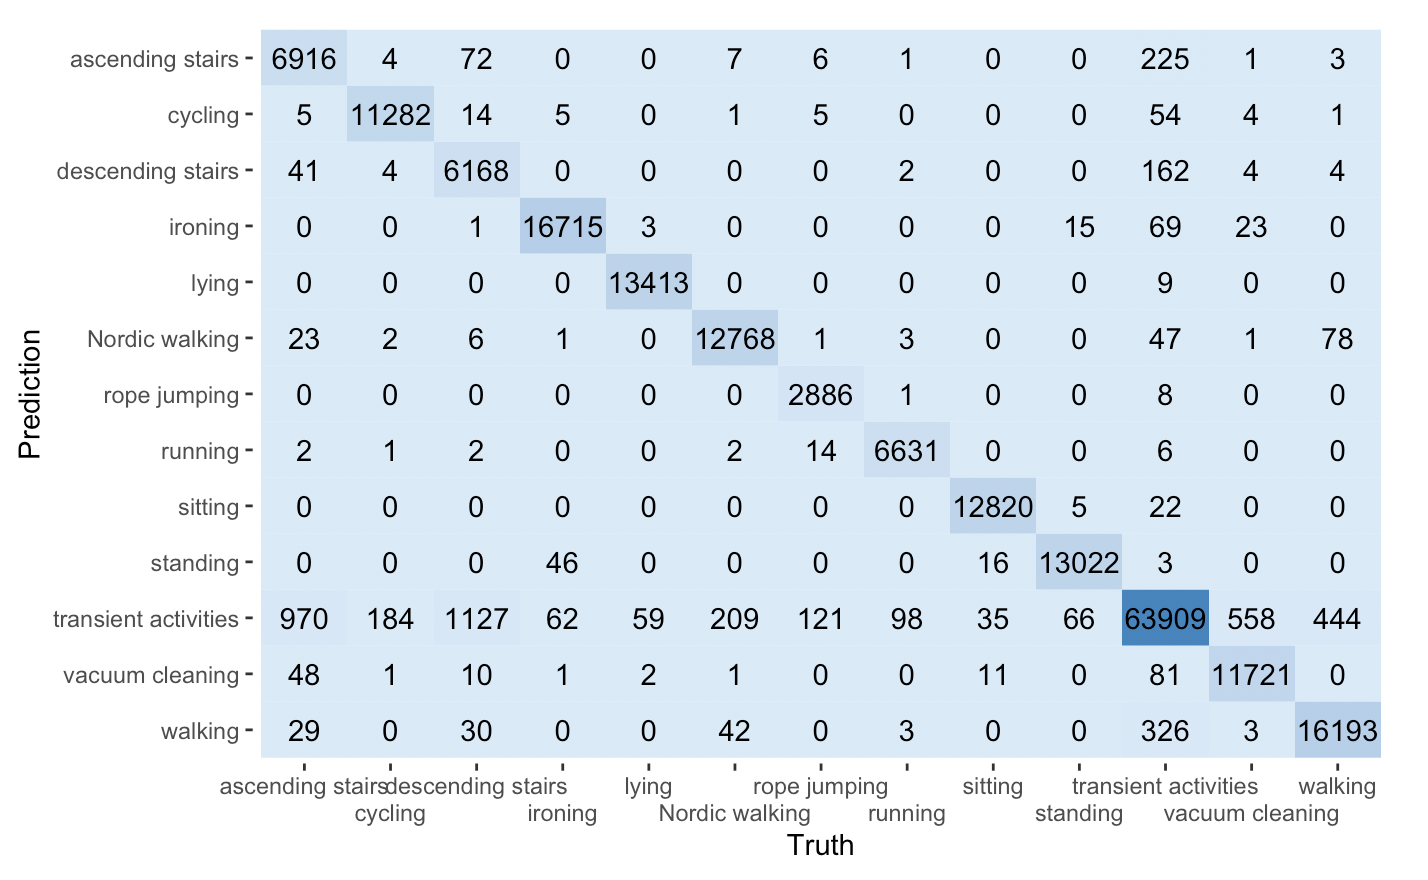 ascending stairs 6916 4 72 0 0 7 6 1 0 0 225 1 3
cycling 5 11282 14 5 0 1 5 0 0 0 54 4 1
descending stairs 41 4 6168 0 0 0 0 2 0 0 162 4 4
ironing 0 0 1 16715 3 0 0 0 0 15 69 23 0
lying 0 0 0 0 13413 0 0 0 0 0 9 0 0
Nordic walking 23 2 6 1 0 12768 1 3 0 0 47 1 78
rope jumping 0 0 0 0 0 0 2886 1 0 0 8 0 0
running 2 1 2 0 0 2 14 6631 0 0 6 0 0
sitting 0 0 0 0 0 0 0 0 12820 5 22 0 0
standing 0 0 0 46 0 0 0 0 16 13022 3 0 0
transient activities 970 184 1127 62 59 209 121 98 35 66 63909 558 444
vacuum cleaning 48 1 10 1 2 1 0 0 11 0 81 11721 0
walking 29 0 30 0 0 42 0 3 0 0 326 3 16193
Prediction
ascending stairs descending stairs lying rope jumping sitting transient activities walking
cycling ironing Nordic walking running standing vacuum cleaning
Truth